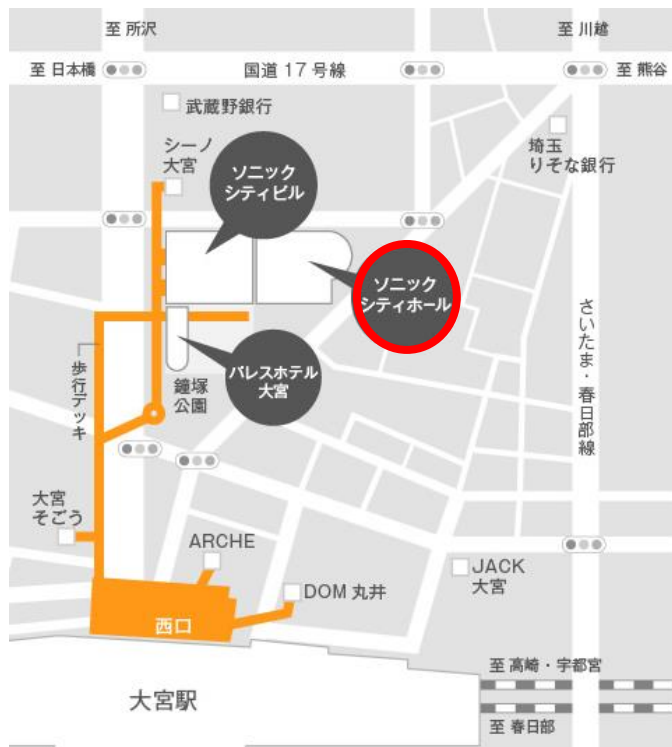 至 所沢
至 川越
至 日本橋
国道 17 号線
至 熊谷
武蔵野銀行
シーノ
大宮
ソニック
シティビル
埼玉
りそな銀行
ソニック
シティホール
さいたま・春日部線
パレスホテル
大宮
歩行デッキ
鐘塚
公園
大宮
そごう
ARCHE
DOM 丸井
JACK
大宮
西口
大宮駅
至 高崎・宇都宮
至 春日部